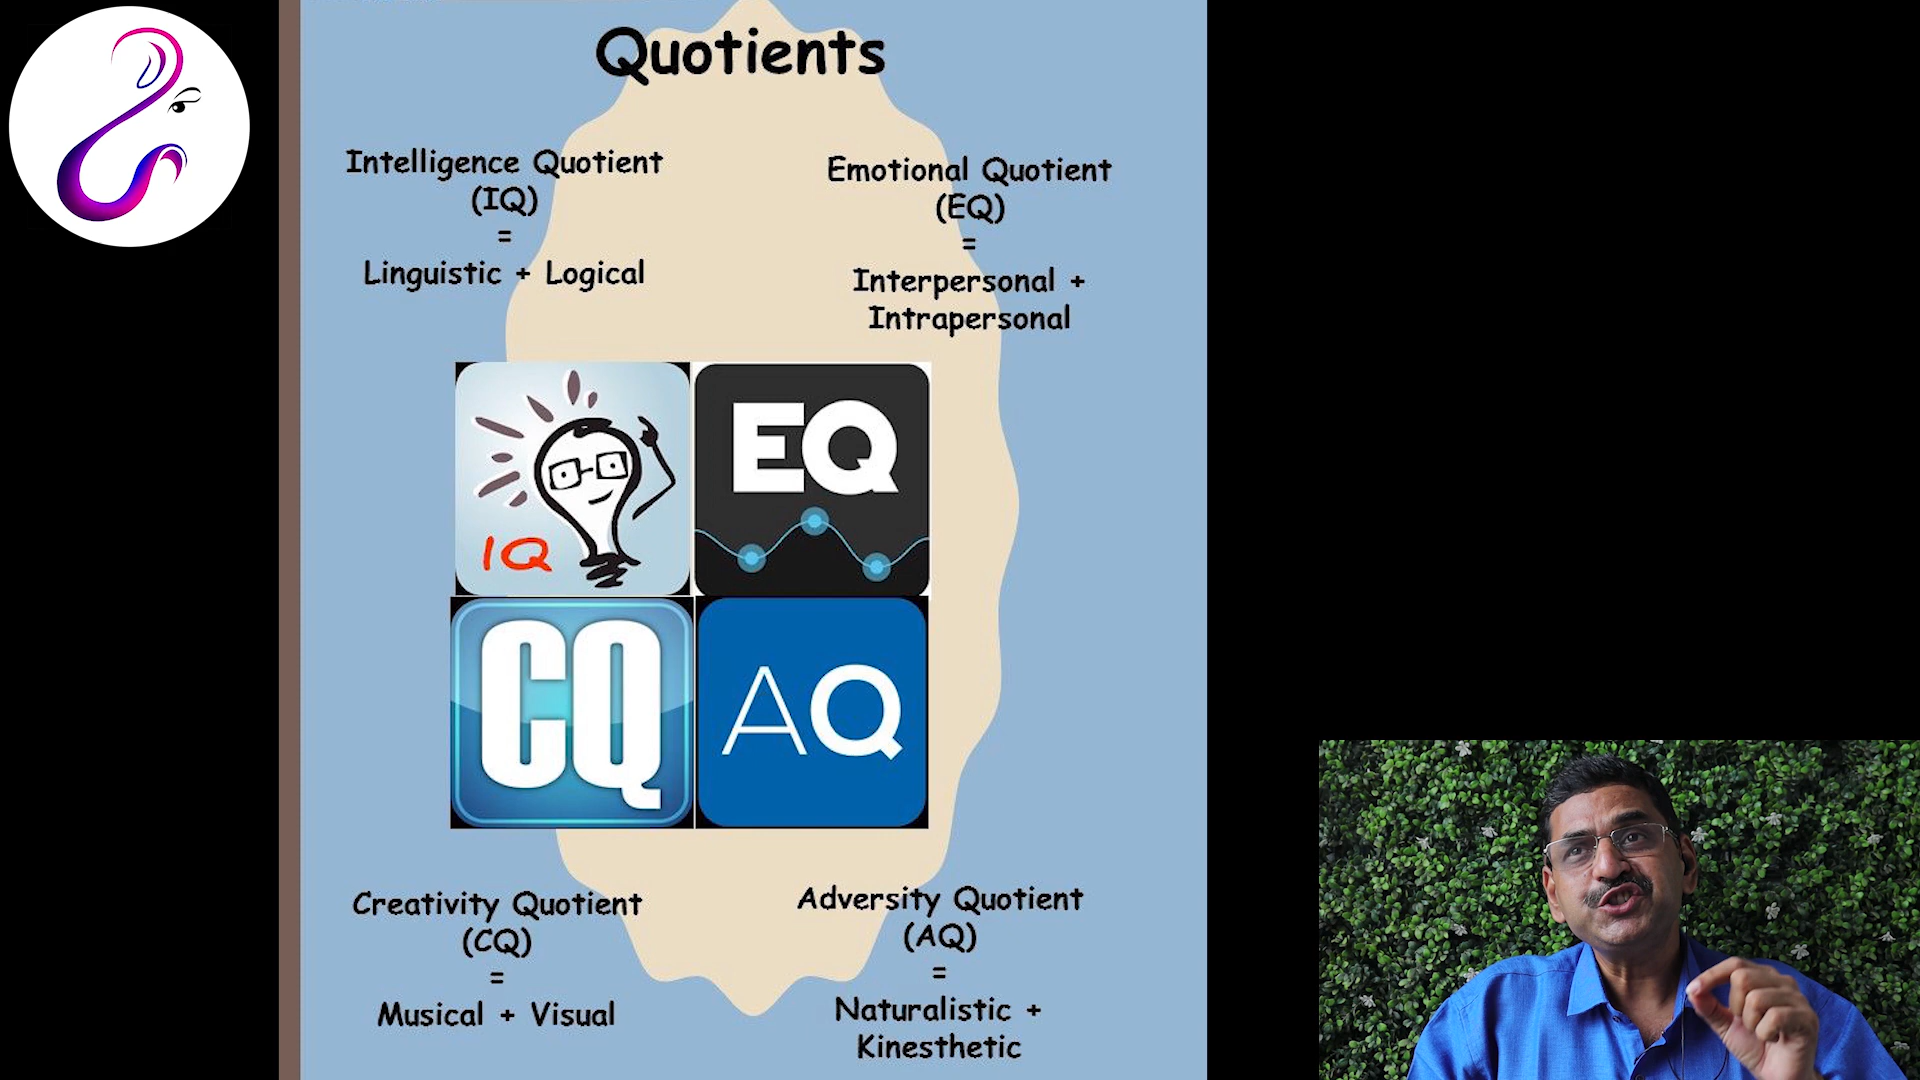 Quotients
Intelligence Quotient
(IQ)
=
Linguistic + Logical
Emotional Quotient
(EQ)
=
Interpersonal +
Intrapersonal
IQ
EQ
CQ
AQ
Creativity Quotient
(CQ)
=
Musical + Visual
Adversity Quotient
(AQ)
=
Naturalistic +
Kinesthetic